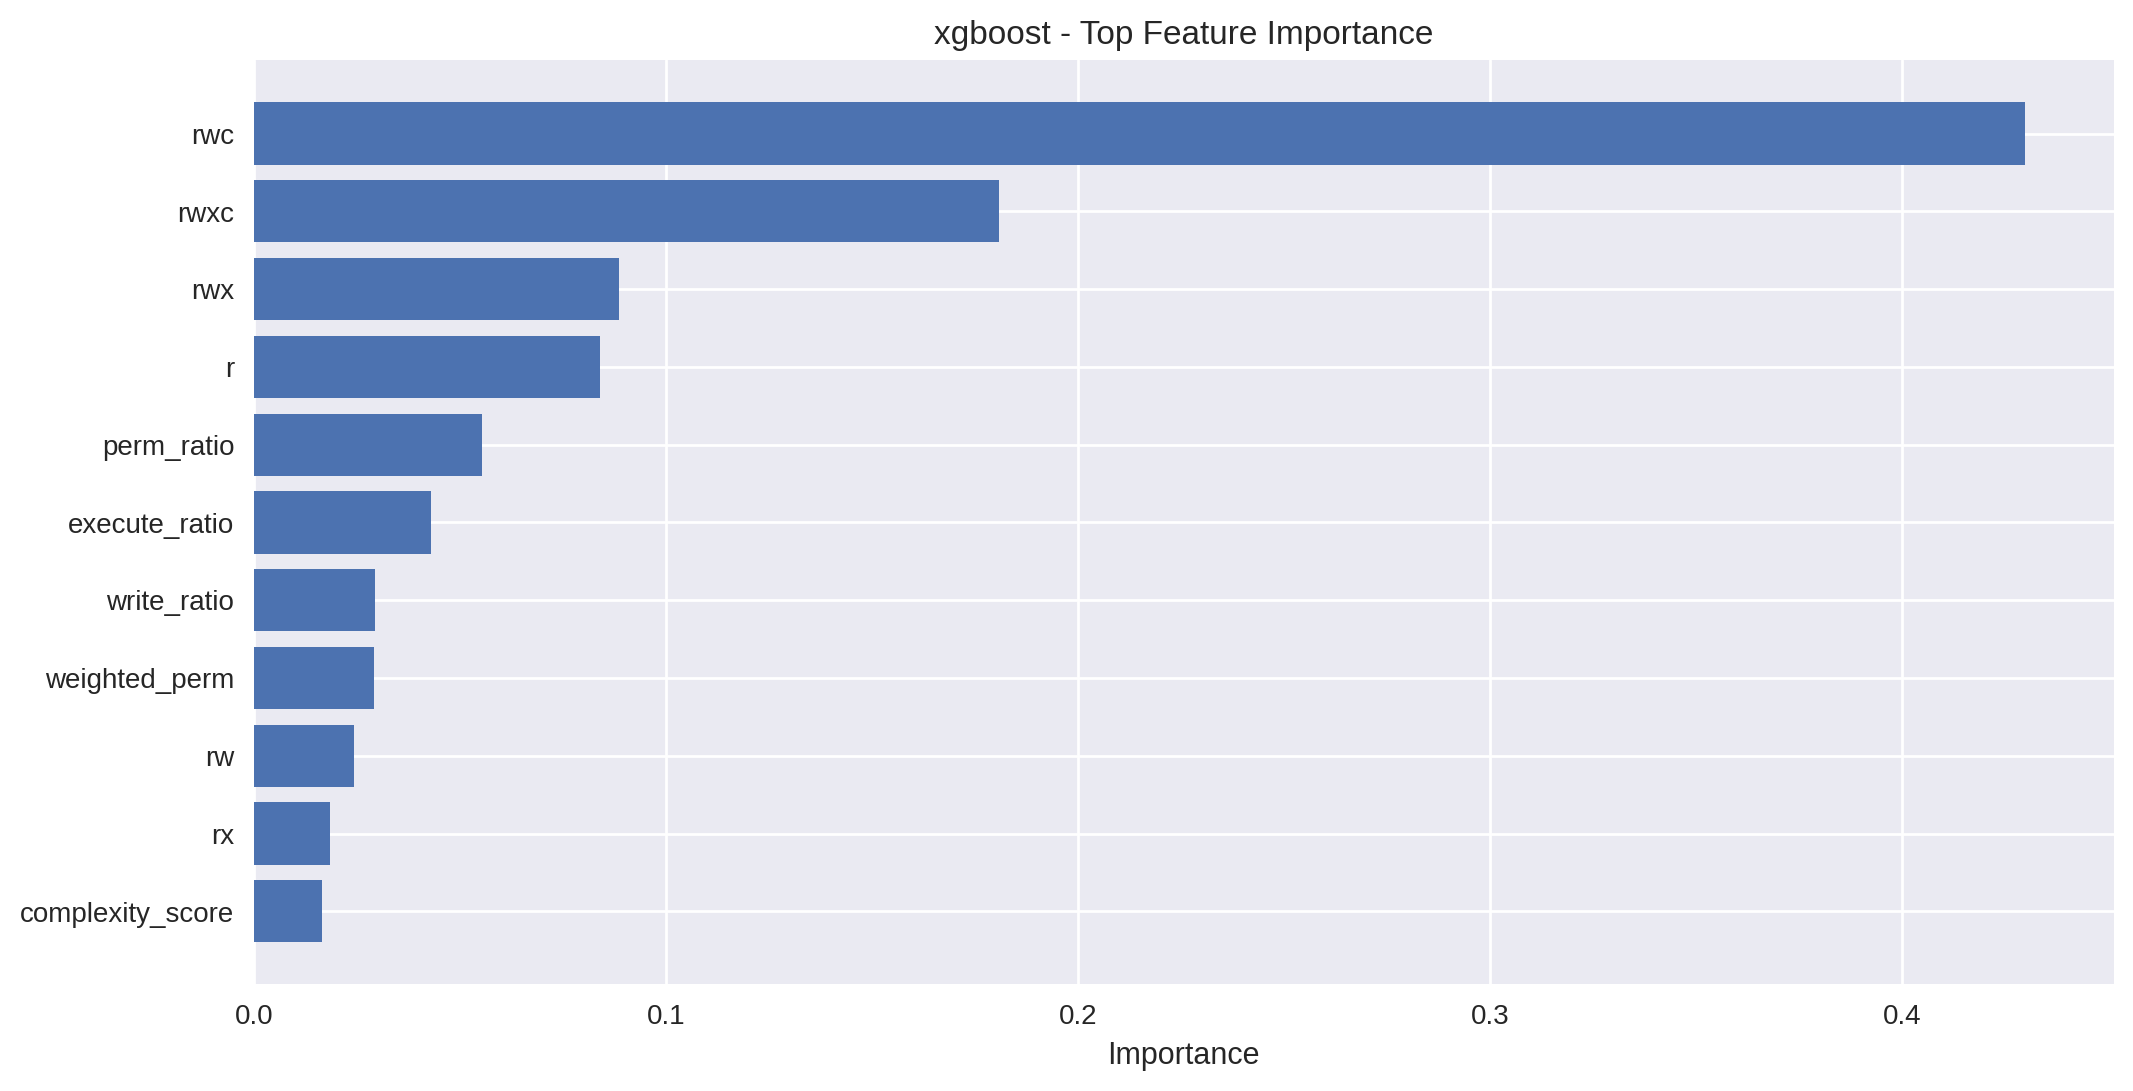 xgboost - Top Feature Importance
rwc
rwxc
rwx
r
perm_ratio
execute_ratio
write_ratio
weighted_perm
rw
rx
complexity_score
0.0 0.1 0.2 0.3 0.4
Importance